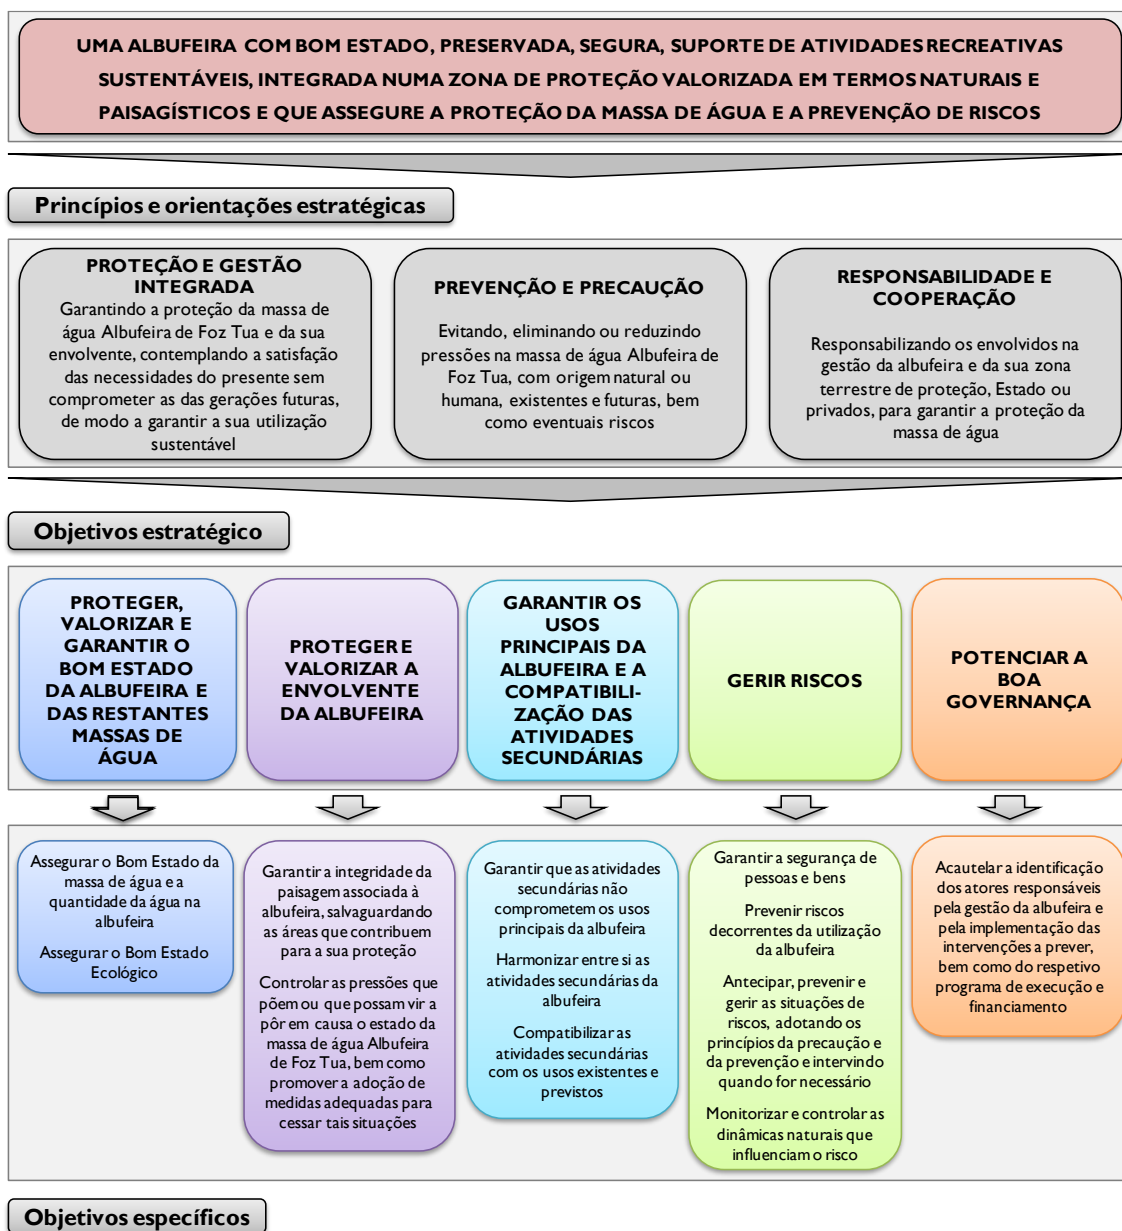 UMA ALBUFEIRA COM BOM ESTADO, PRESERVADA, SEGURA, SUPORTE DE ATIVIDADES RECREATIVAS
SUSTENTÁVEIS, INTEGRADA NUMA ZONA DE PROTEÇÃO VALORIZADA EM TERMOS NATURAIS E
PAISAGÍSTICOS E QUE ASSEGURE A PROTEÇÃO DA MASSA DE ÁGUA E A PREVENÇÃO DE RISCOS
Princípios e orientações estratégicas
PROTEÇÃO E GESTÃO
INTEGRADA
Garantindo a proteção da massa de
água Albufeira de Foz Tua e da sua
envolvente, contemplando a satisfação
das necessidades do presente sem
comprometer as das gerações futuras,
de modo a garantir a sua utilização
sustentável
PREVENÇÃO E PRECAUÇÃO
Evitando, eliminando ou reduzindo
pressões na massa de água Albufeira de
Foz Tua, com origem natural ou
humana, existentes e futuras, bem
como eventuais riscos
RESPONSABILIDADE E
COOPERAÇÃO
Responsabilizando os envolvidos na
gestão da albufeira e da sua zona
terrestre de proteção, Estado ou
privados, para garantir a proteção da
massa de água
Objetivos estratégico
PROTEGER,
VALORIZAR E
GARANTIR O
BOM ESTADO
DA ALBUFEIRA E
DAS RESTANTES
MASSAS DE
ÁGUA
PROTEGER E
VALORIZAR A
ENVOLVENTE
DA ALBUFEIRA
GARANTIR OS
USOS
PRINCIPAIS DA
ALBUFEIRA E A
COMPATIBILI-
ZAÇÃO DAS
ATIVIDADES
SECUNDÁRIAS
GERIR RISCOS
POTENCIAR A
BOA
GOVERNANÇA
Assegurar o Bom Estado da
massa de água e a
quantidade da água na
albufeira
Assegurar o Bom Estado
Ecológico
Garantir a integridade da
paisagem associada à
albufeira, salvaguardando
as áreas que contribuem
para a sua proteção
Controlar as pressões que
põem ou que possam vir a
pôr em causa o estado da
massa de água Albufeira
de Foz Tua, bem como
promover a adoção de
medidas adequadas para
cessar tais situações
Garantir que as atividades
secundárias não
comprometem os usos
principais da albufeira
Harmonizar entre si as
atividades secundárias da
albufeira
Compatibilizar as
atividades secundárias
com os usos existentes e
previstos
Garantir a segurança de
pessoas e bens
Prevenir riscos
decorrentes da utilização
da albufeira
Antecipar, prevenir e
gerir as situações de
riscos, adotando os
princípios da precaução e
da prevenção e intervindo
quando for necessário
Monitorizar e controlar as
dinâmicas naturais que
influenciam o risco
Acautelar a identificação
dos atores responsáveis
pela gestão da albufeira e
pela implementação das
intervenções a prever,
bem como do respetivo
programa de execução e
financiamento
Objetivos específicos